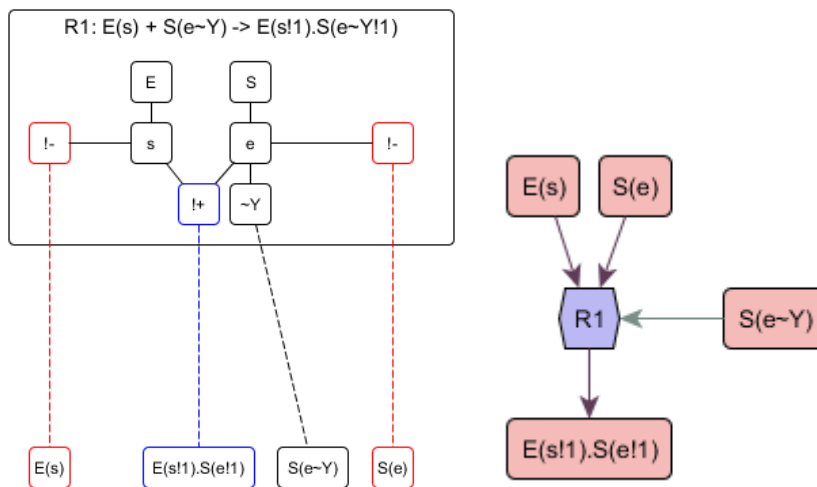 R1: E(s) + S(e~Y) -> E(s!1).S(e~Y!1)
E S
!- s e !-
!+ ~Y
E(s) E(s!1).S(e!1) S(e~Y) S(e)
E(s) S(e)
R1 S(e~Y)
E(s!1).S(e!1)